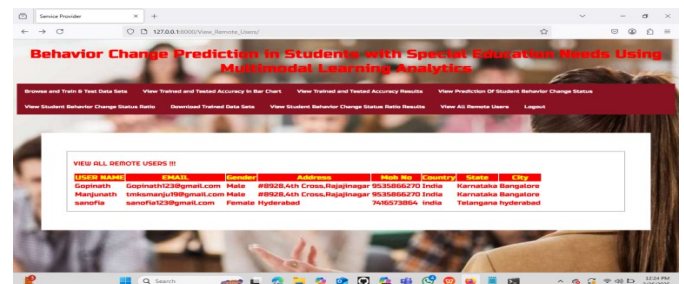 Service Provider
127.0.0.1:8000/View_Remote_Users/
Behavior Change Prediction in Students with Special Education Needs Using
Multimodal Learning Analytics
Browse and Train & Test Data Sets View Trained and Tested Accuracy in Bar Chart View Trained and Tested Accuracy Results View Prediction Of Student Behavior Change Status
View Student Behavior Change Status Ratio Download Trained Data Sets View Student Behavior Change Status Ratio Results View All Remote Users Logout
VIEW ALL REMOTE USERS !!!
USER NAME EMAIL Gender Address Mob No Country State City
Gopinath Gopinath123@gmail.com Male #8928,4th Cross,Rajajinagar 9535866270 India Karnataka Bangalore
Manjunath tmksmanju19@gmail.com Male #8928,4th Cross,Rajajinagar 9535866270 India Karnataka Bangalore
sanofia sanofia123@gmail.com Female Hyderabad 7416573864 india Telangana hyderabad
Search
12:24 PM